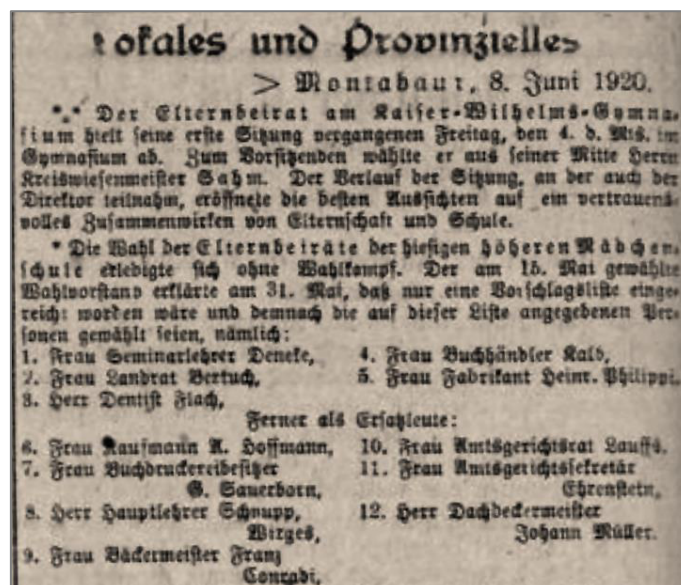 Lokales und Provinzielles
> Montabaur, 8. Juni 1920.
*.* Der Elternbeirat am Kaiser-Wilhelms-Gymna-
sium hielt seine erste Sitzung vergangenen Freitag, den 4. d. Mts. im
Gymnasium ab. Zum Vorsitzenden wählte er aus seiner Mitte Herrn
Kreiswiesenmeister Sahm. Der Verlauf der Sitzung, an der auch der
Direktor teilnahm, eröffnete die besten Aussichten auf ein vertrauens-
volles Zusammenwirken von Elternschaft und Schule.
* Die Wahl der Elternbeiräte der hiesigen höheren Mädchen-
schule erledigte sich ohne Wahlkampf. Der am 15. Mai gewählte
Wahlvorstand erklärte am 31. Mai, daß nur eine Vorschlagsliste einge-
reicht worden wäre und demnach die auf dieser Liste angegebenen Per-
sonen gewählt seien, nämlich:
1. Frau Seminarlehrer Deneke,
2. Frau Landrat Bertuch,
3. Herr Dentist Flach,
4. Frau Buchhändler Kalb,
5. Frau Fabrikant Heinr. Philippi.
Ferner als Ersatzleute:
6. Frau Kaufmann A. Hoffmann,
7. Frau Buchdruckereibesitzer
G. Sauerborn,
8. Herr Hauptlehrer Schnupp,
Wirges,
9. Frau Bäckermeister Franz
Conradi,
10. Frau Amtsgerichtsrat Lauffs.
11. Frau Amtsgerichtssekretär
Ehrenstein,
12. Herr Dachdeckermeister
Johann Müller.